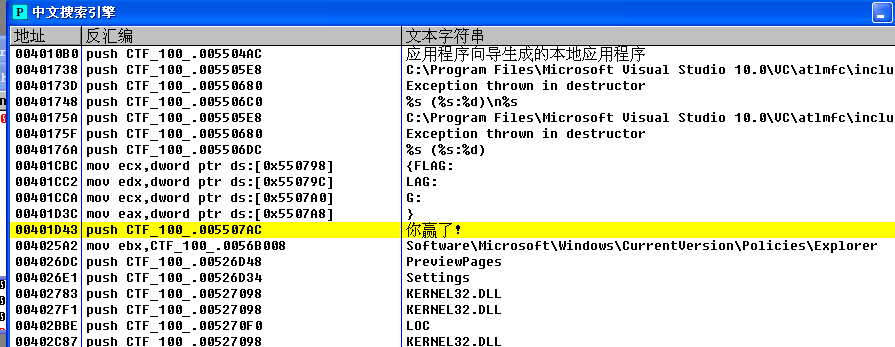 P 中文搜索引擎
地址 反汇编 文本字符串
004010B0 push CTF_100_.005504AC 应用程序向导生成的本地应用程序
00401738 push CTF_100_.005505E8 C:\Program Files\Microsoft Visual Studio 10.0\VC\atlmfc\inclu
0040173D push CTF_100_.00550680 Exception thrown in destructor
00401748 push CTF_100_.005506C0 %s (%s:%d)\n%s
0040175A push CTF_100_.005505E8 C:\Program Files\Microsoft Visual Studio 10.0\VC\atlmfc\inclu
0040175F push CTF_100_.00550680 Exception thrown in destructor
0040176A push CTF_100_.005506DC %s (%s:%d)
00401CBC mov ecx,dword ptr ds:[0x550798] {FLAG:
00401CC2 mov edx,dword ptr ds:[0x55079C] LAG:
00401CCA mov ecx,dword ptr ds:[0x5507A0] G:
00401D3C mov eax,dword ptr ds:[0x5507A8] }
00401D43 push CTF_100_.005507AC 你赢了!
004025A2 mov ebx,CTF_100_.0056B008 Software\Microsoft\Windows\CurrentVersion\Policies\Explorer
004026DC push CTF_100_.00526D48 PreviewPages
004026E1 push CTF_100_.00526D34 Settings
00402783 push CTF_100_.00527098 KERNEL32.DLL
004027F1 push CTF_100_.00527098 KERNEL32.DLL
00402BBE push CTF_100_.005270F0 LOC
00402C87 push CTF_100_.00527098 KERNEL32.DLL